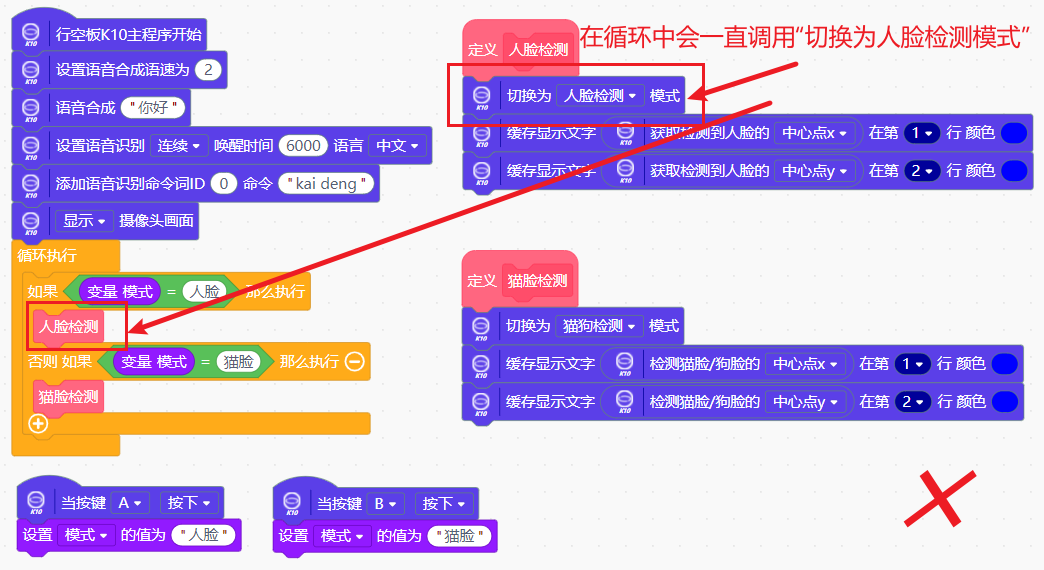 行空板K10主程序开始
设置语音合成语速为 2
语音合成 "你好"
设置语音识别 连续 唤醒时间 6000 语言 中文
添加语音识别命令词ID 0 命令 "kai deng"
显示 摄像头画面
循环执行
如果 变量 模式 = 人脸 那么执行
人脸检测
否则 如果 变量 模式 = 猫脸 那么执行
猫脸检测
当按键 A 按下
设置 模式 的值为 "人脸"
当按键 B 按下
设置 模式 的值为 "猫脸"
定义 人脸检测
在循环中会一直调用“切换为人脸检测模式”
切换为 人脸检测 模式
缓存显示文字 获取检测到人脸的 中心点x 在第 1 行 颜色
缓存显示文字 获取检测到人脸的 中心点y 在第 2 行 颜色
定义 猫脸检测
切换为 猫狗检测 模式
缓存显示文字 检测猫脸/狗脸的 中心点x 在第 1 行 颜色
缓存显示文字 检测猫脸/狗脸的 中心点y 在第 2 行 颜色